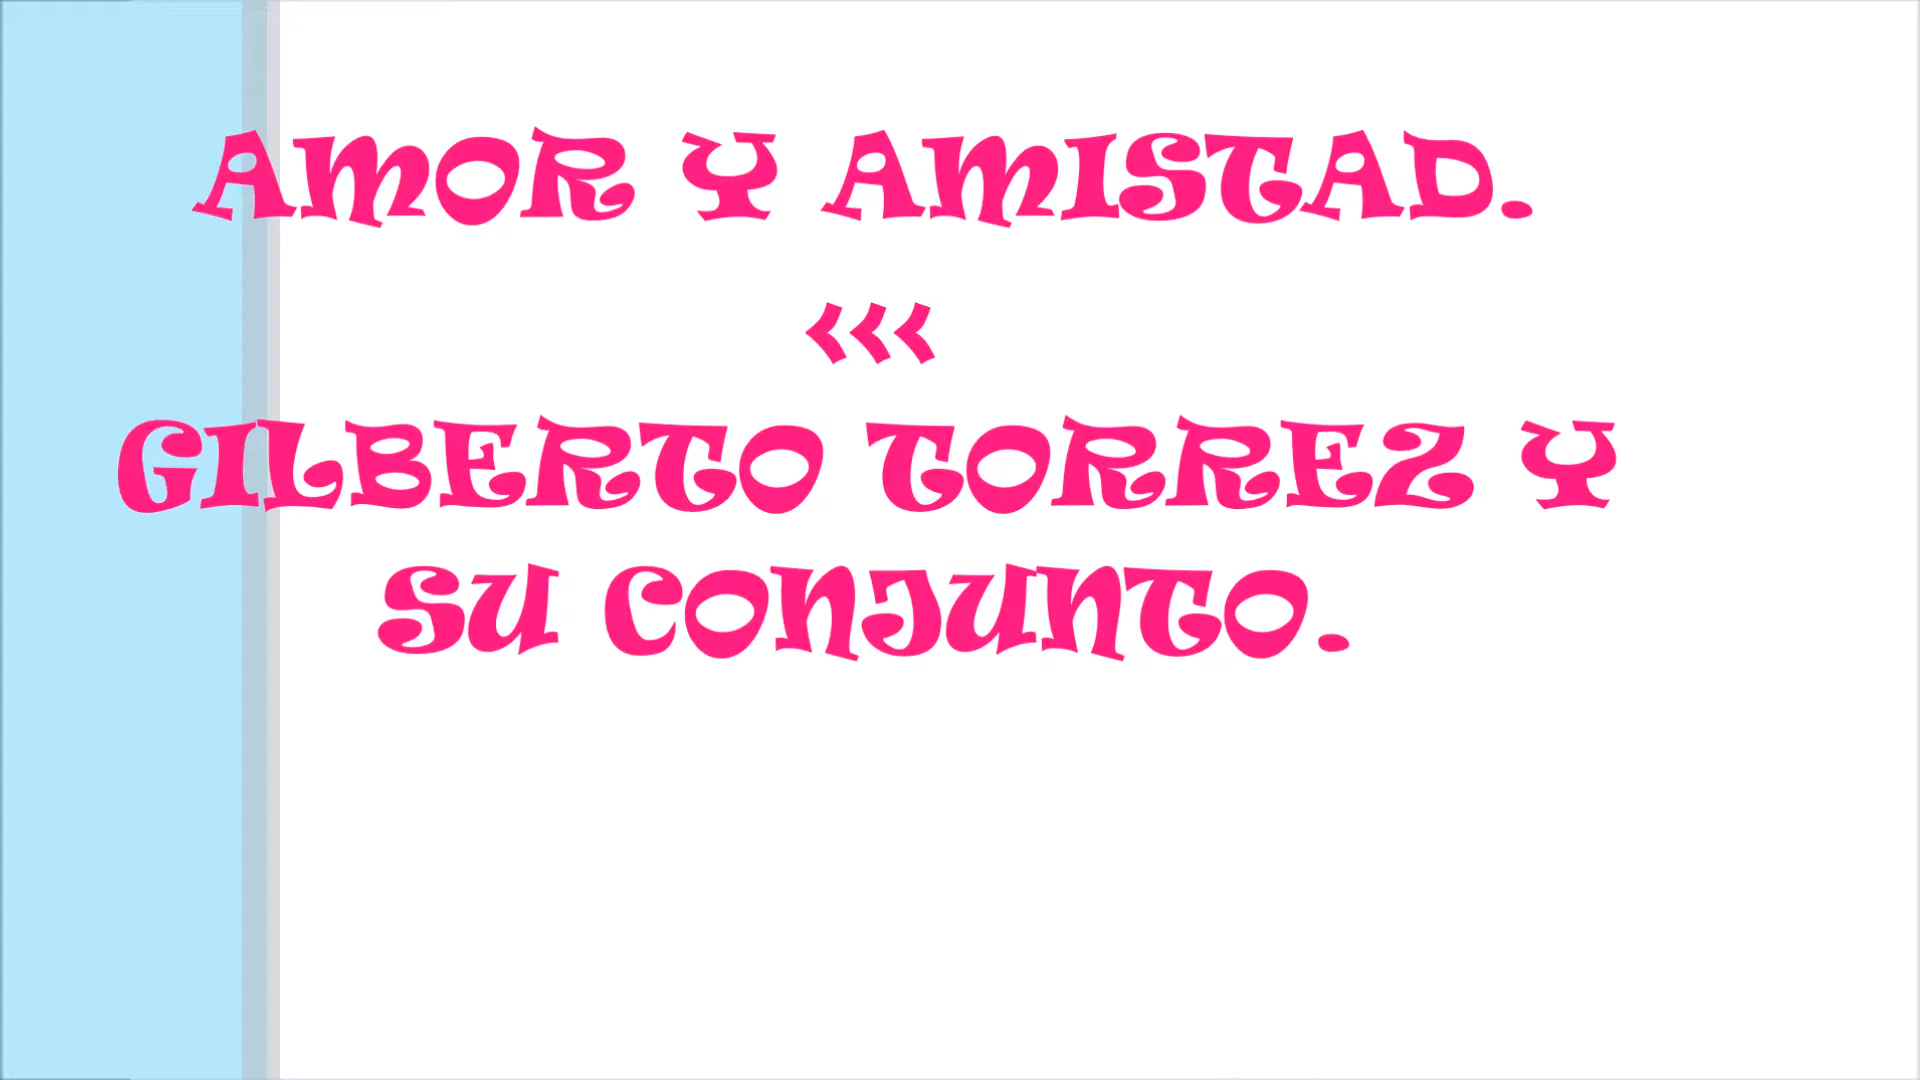 AMOR Y AMISTAD.
<<<
GILBERTO TORREZ Y
SU CONJUNTO.